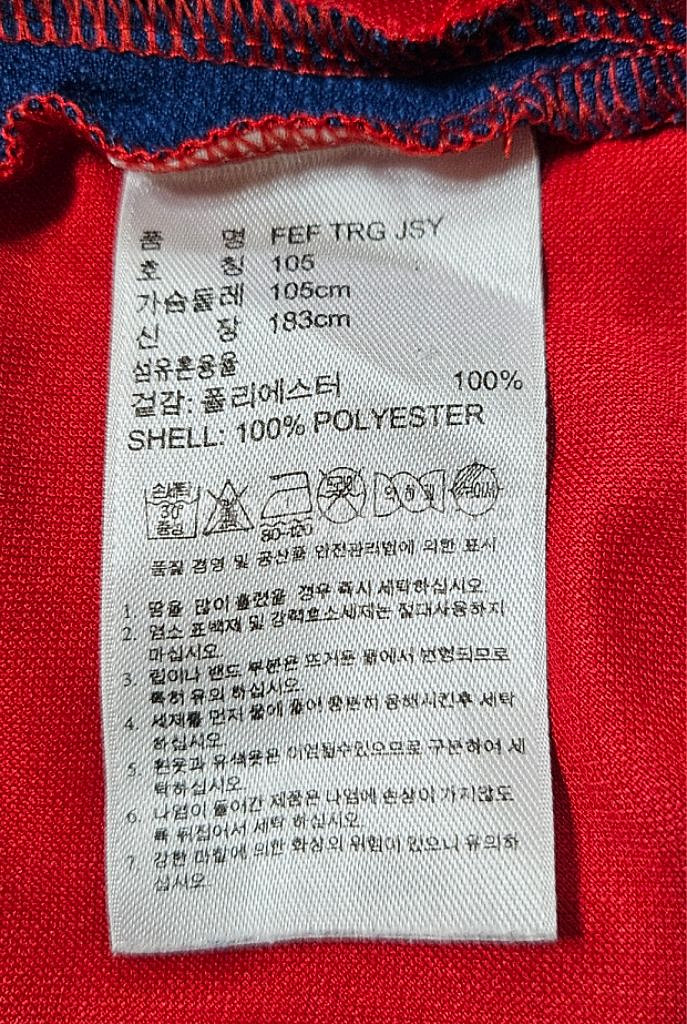 품 명 FEF TRG JSY
호 칭 105
가슴둘레 105cm
신 장 183cm
섬유혼용율
겉감: 폴리에스터 100%
SHELL: 100% POLYESTER
손세탁 30° 중성
80~120
드라이
약하게
품질 경영 및 공산품 안전관리법에 의한 표시
1. 땀을 많이 흘렸을 경우 즉시 세탁하십시오.
2. 염소 표백제 및 강력효소세제는 절대사용하지
마십시오.
3. 립이나 밴드 부분은 뜨거운 물에서 변형되므로
특히 유의 하십시오.
4. 세제를 먼저 물에 풀어 충분히 용해시킨후 세탁
하십시오.
5. 흰옷과 유색옷은 이염될수있으므로 구분하여 세
탁하십시오.
6. 나염이 들어간 제품은 나염에 손상이 가지않도
록 뒤집어서 세탁 하십시오.
7. 강한 마찰에 의한 화상의 위험이 있으니 유의하
십시오.